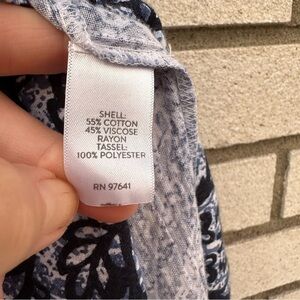 SHELL:
55% COTTON
45% VISCOSE
RAYON
TASSEL:
100% POLYESTER
RN 97641